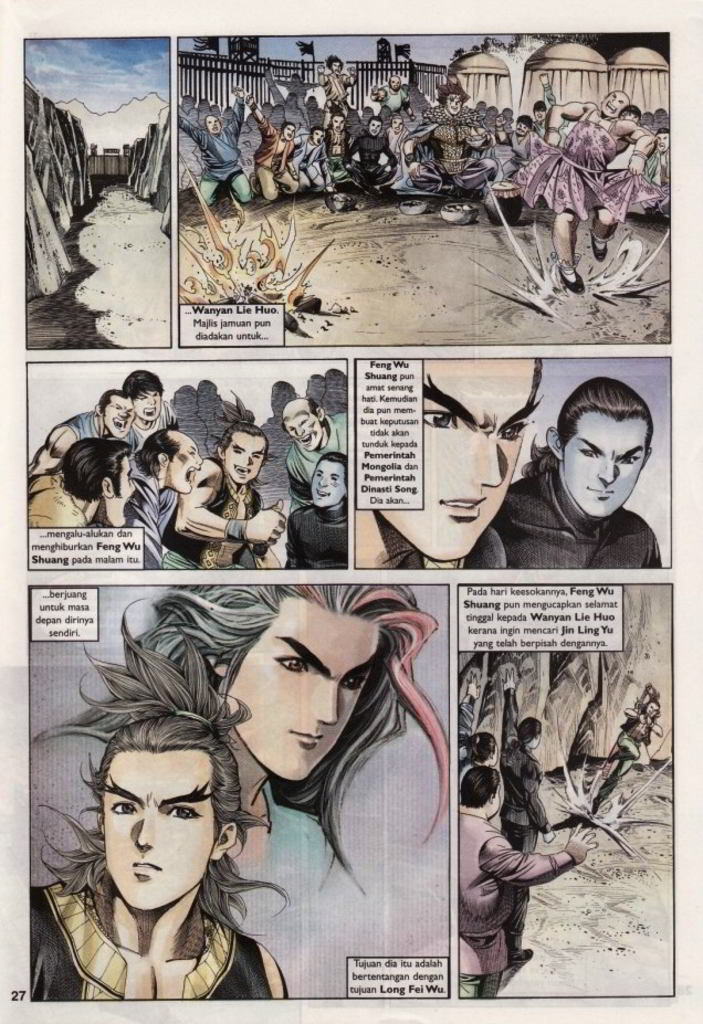 ...Wanyan Lie Huo.
Majlis jamuan pun
diadakan untuk...
...mengalu-alukan dan
menghiburkan Feng Wu
Shuang pada malam itu.
Feng Wu
Shuang pun
amat senang
hati. Kemudian
dia pun mem-
buat keputusan
tidak akan
tunduk kepada
Pemerintah
Mongolia dan
Pemerintah
Dinasti Song.
Dia akan...
...berjuang
untuk masa
depan dirinya
sendiri.
Tujuan dia itu adalah
bertentangan dengan
tujuan Long Fei Wu.
Pada hari keesokannya, Feng Wu
Shuang pun mengucapkan selamat
tinggal kepada Wanyan Lie Huo
kerana ingin mencari Jin Ling Yu
yang telah berpisah dengannya.
27